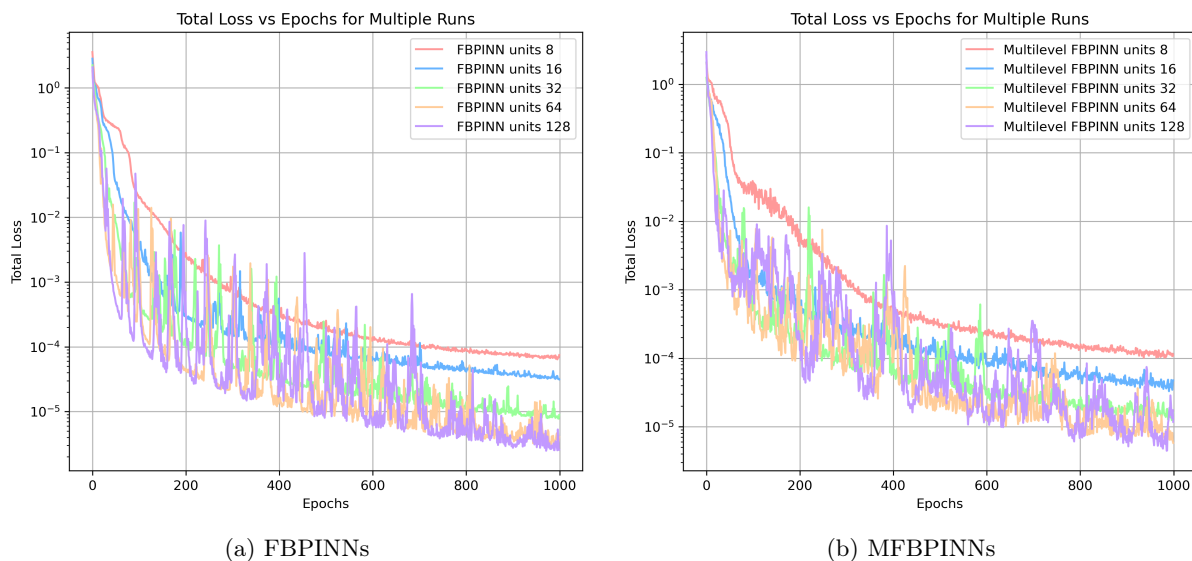 Total Loss vs Epochs for Multiple Runs
FBPINN units 8
FBPINN units 16
FBPINN units 32
FBPINN units 64
FBPINN units 128
10^0
10^-1
10^-2
10^-3
10^-4
10^-5
Total Loss
0 200 400 600 800 1000
Epochs
(a) FBPINNs
Total Loss vs Epochs for Multiple Runs
Multilevel FBPINN units 8
Multilevel FBPINN units 16
Multilevel FBPINN units 32
Multilevel FBPINN units 64
Multilevel FBPINN units 128
10^0
10^-1
10^-2
10^-3
10^-4
10^-5
Total Loss
0 200 400 600 800 1000
Epochs
(b) MFBPINNs